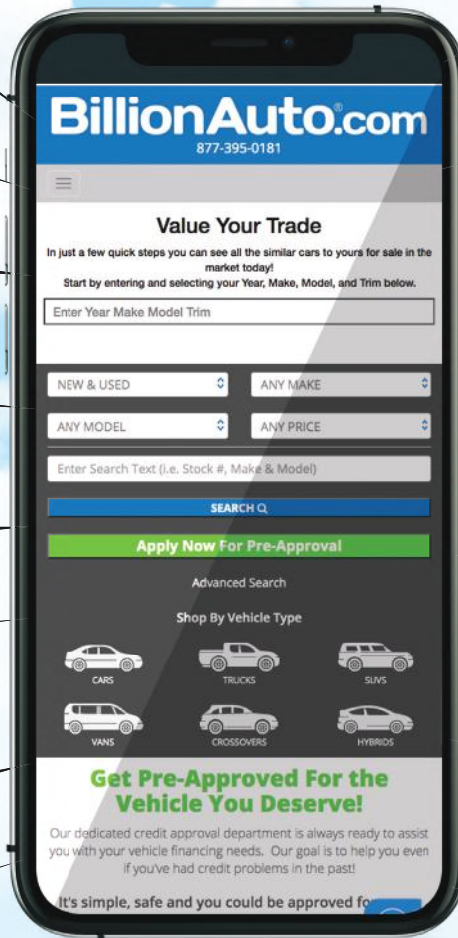 BillionAuto®.com
877-395-0181
Value Your Trade
In just a few quick steps you can see all the similar cars to yours for sale in the
market today!
Start by entering and selecting your Year, Make, Model, and Trim below.
Enter Year Make Model Trim
NEW & USED ANY MAKE
ANY MODEL ANY PRICE
Enter Search Text (i.e. Stock #, Make & Model)
SEARCH
Apply Now For Pre-Approval
Advanced Search
Shop By Vehicle Type
CARS TRUCKS SUVS
VANS CROSSOVERS HYBRIDS
Get Pre-Approved For the
Vehicle You Deserve!
Our dedicated credit approval department is always ready to assist
you with your vehicle financing needs. Our goal is to help you even
if you've had credit problems in the past!
It's simple, safe and you could be approved for